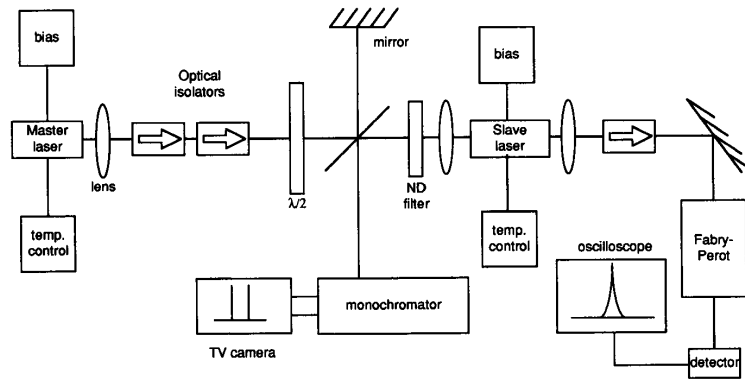 bias
Optical
isolators
mirror
bias
Master
laser
lens
λ/2
ND
filter
Slave
laser
temp.
control
temp.
control
oscilloscope
Fabry-
Perot
TV camera
monochromator
detector